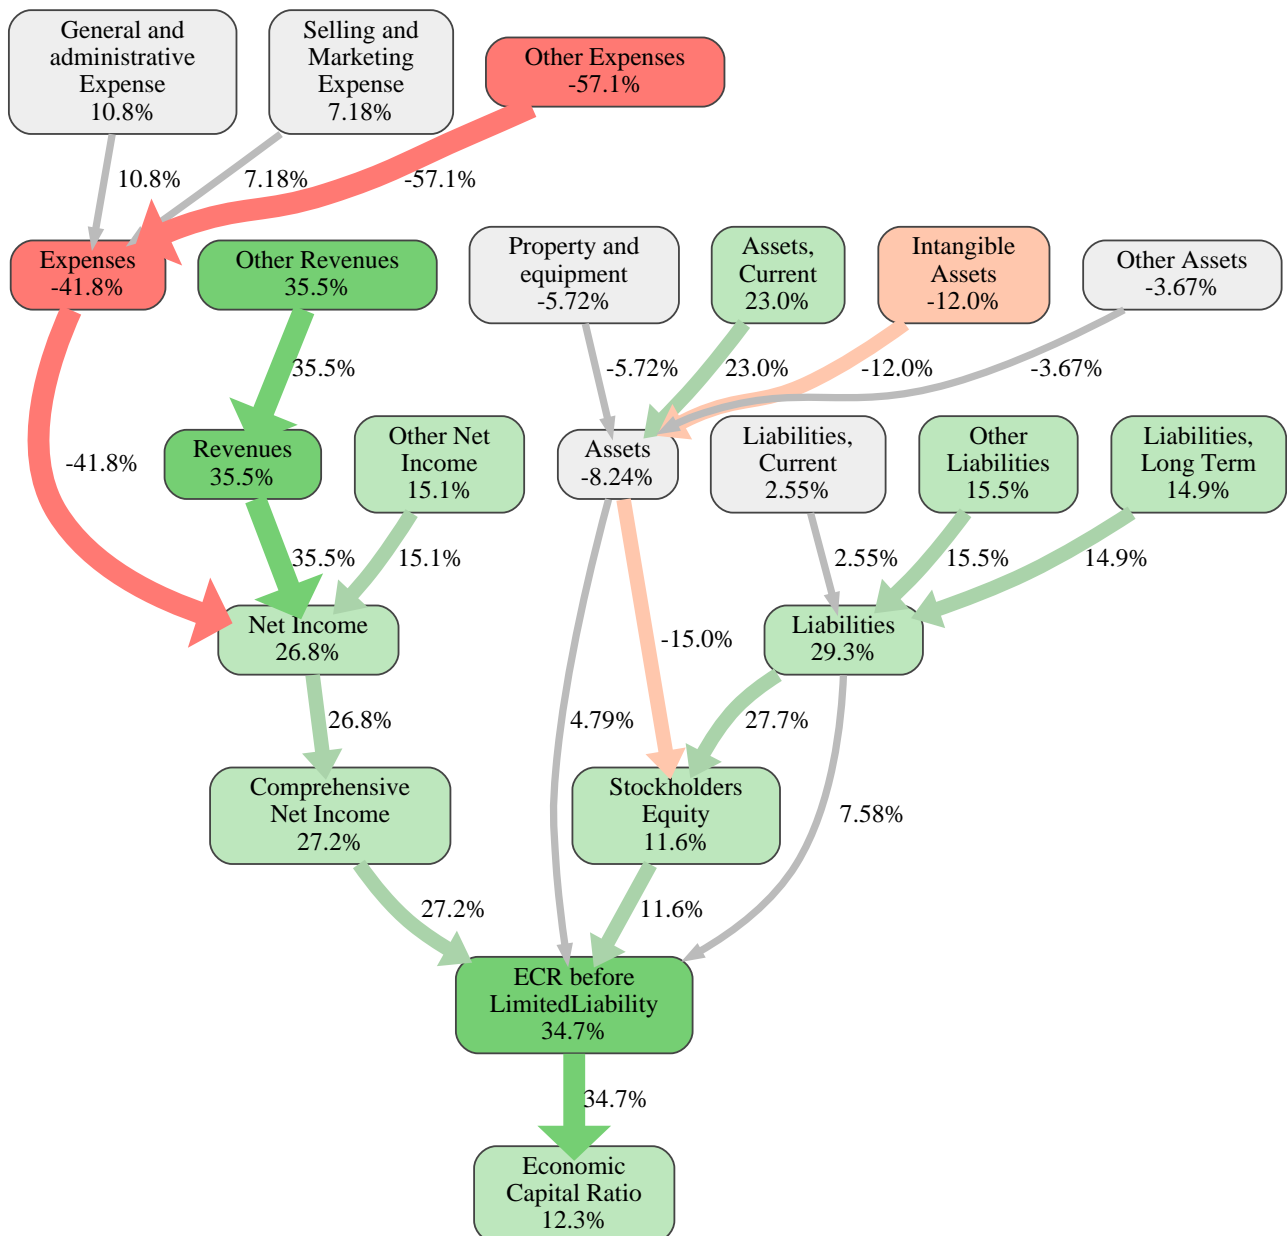 General and
administrative
Expense
10.8%
Selling and
Marketing
Expense
7.18%
Other Expenses
-57.1%
10.8%
7.18%
-57.1%
Expenses
-41.8%
Other Revenues
35.5%
Property and
equipment
-5.72%
Assets,
Current
23.0%
Intangible
Assets
-12.0%
Other Assets
-3.67%
35.5%
-5.72%
23.0%
-12.0%
-3.67%
-41.8%
Revenues
35.5%
Other Net
Income
15.1%
Assets
-8.24%
Liabilities,
Current
2.55%
Other
Liabilities
15.5%
Liabilities,
Long Term
14.9%
35.5%
15.1%
2.55%
15.5%
14.9%
Net Income
26.8%
-15.0%
Liabilities
29.3%
26.8%
4.79%
27.7%
Comprehensive
Net Income
27.2%
Stockholders
Equity
11.6%
7.58%
27.2%
11.6%
ECR before
LimitedLiability
34.7%
34.7%
Economic
Capital Ratio
12.3%